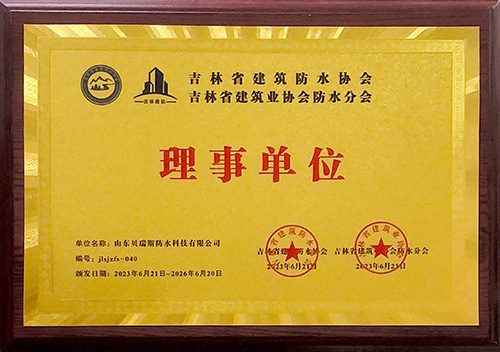 吉林省建筑防水协会
吉林建筑
吉林省建筑业协会防水分会
理事单位
单位名称：山东贝瑞斯防水科技有限公司
编号：jlsjzfs-040
颁发日期：2023年6月21日~2026年6月20日
吉林省建筑防水协会 吉林省建筑业协会防水分会
2023年6月21日 2023年6月21日